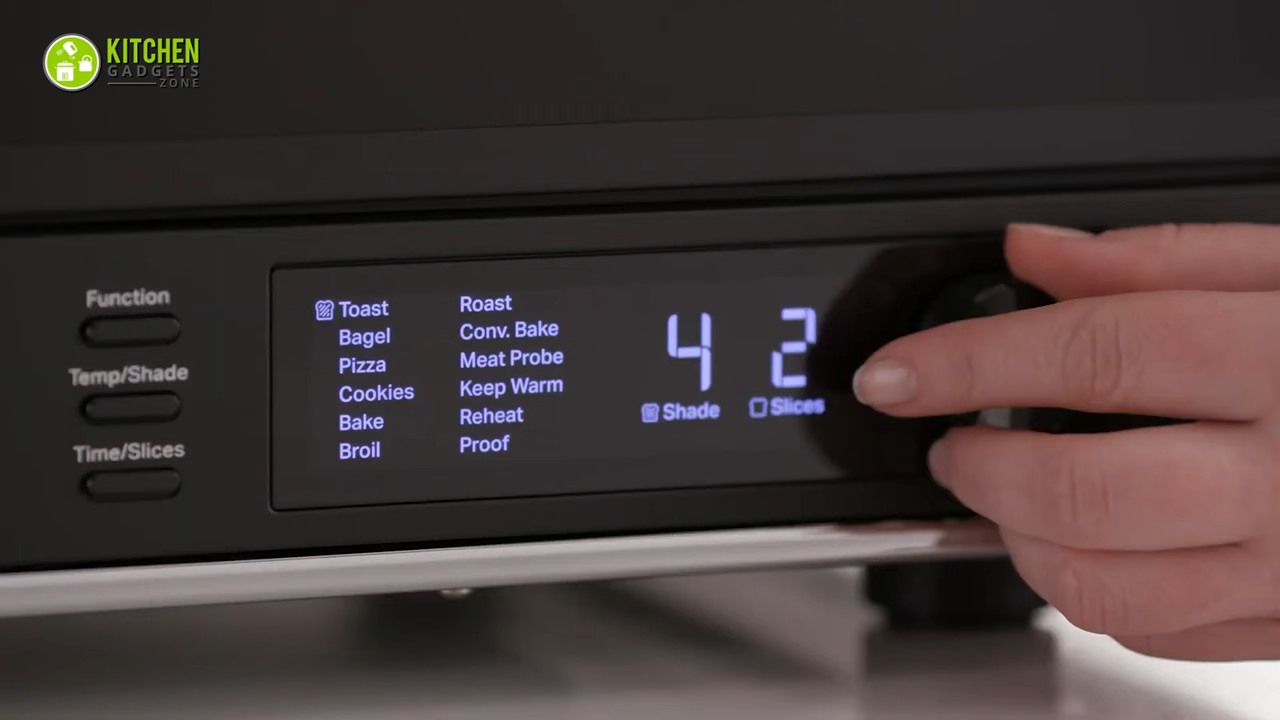 KITCHEN
GADGETS
ZONE
Function
Temp/Shade
Time/Slices
Toast
Bagel
Pizza
Cookies
Bake
Broil
Roast
Conv. Bake
Meat Probe
Keep Warm
Reheat
Proof
4
Shade
2
Slices